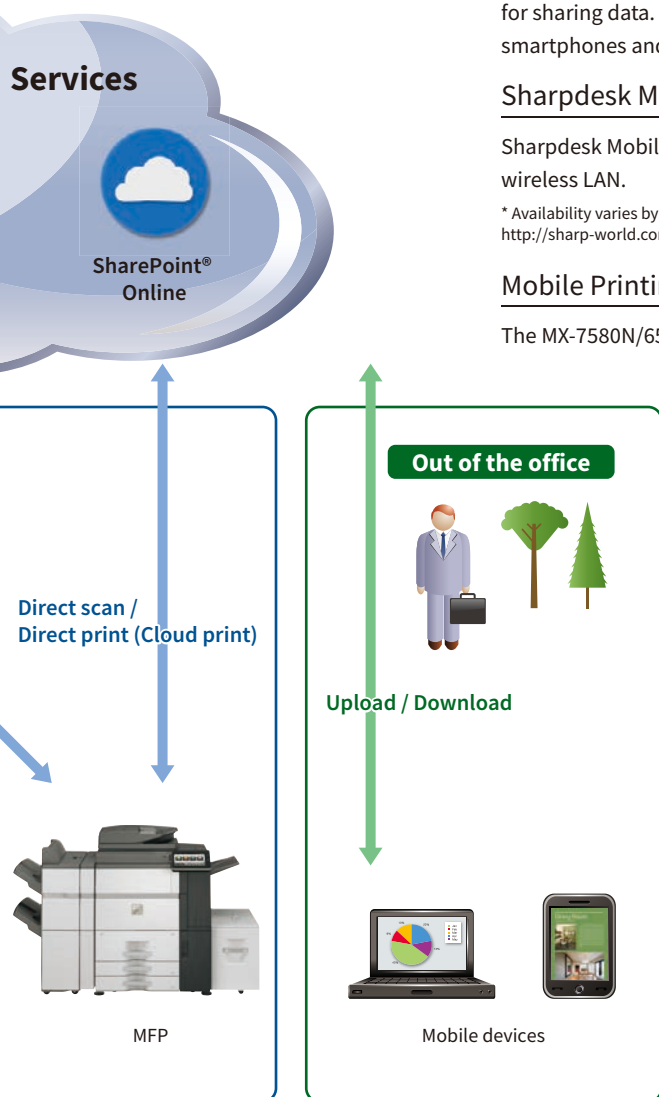 for sharing data.
smartphones and
Services
Sharpdesk M
Sharpdesk Mobil
wireless LAN.
* Availability varies by
http://sharp-world.com
SharePoint®
Online
Mobile Printin
The MX-7580N/65
Out of the office
Direct scan /
Direct print (Cloud print)
Upload / Download
MFP
Mobile devices